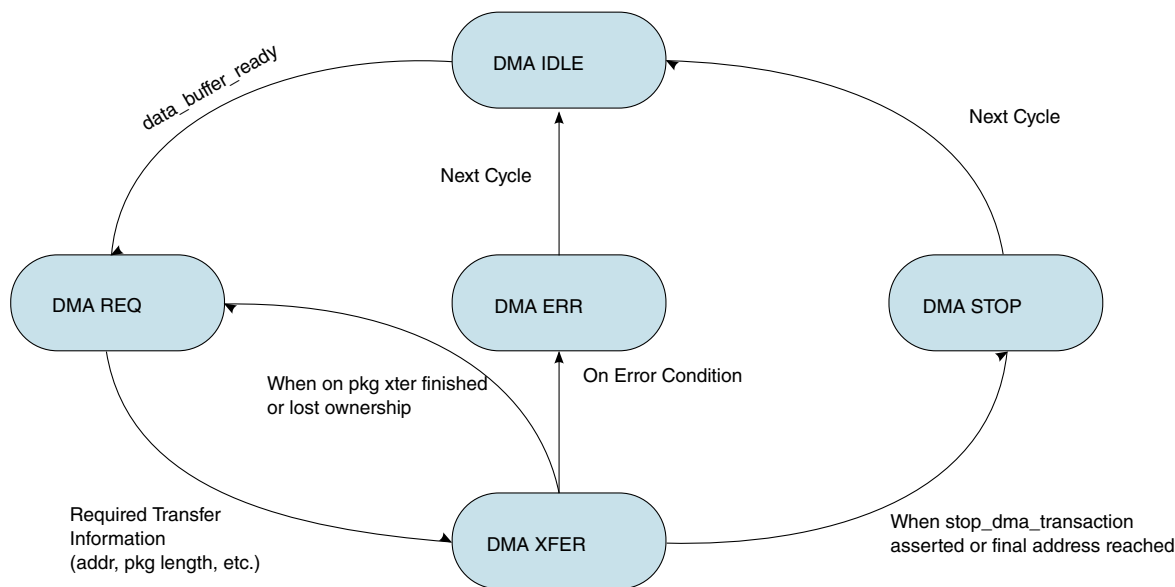 DMA IDLE
data_buffer_ready
Next Cycle
Next Cycle
DMA REQ
DMA ERR
DMA STOP
When on pkg xter finished
or lost ownership
On Error Condition
Required Transfer
Information
(addr, pkg length, etc.)
DMA XFER
When stop_dma_transaction
asserted or final address reached